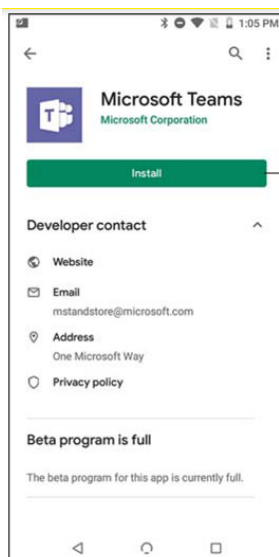 1:05 PM
Microsoft Teams
Microsoft Corporation
Install
Developer contact
Website
Email
mstandstore@microsoft.com
Address
One Microsoft Way
Privacy policy
Beta program is full
The beta program for this app is currently full.